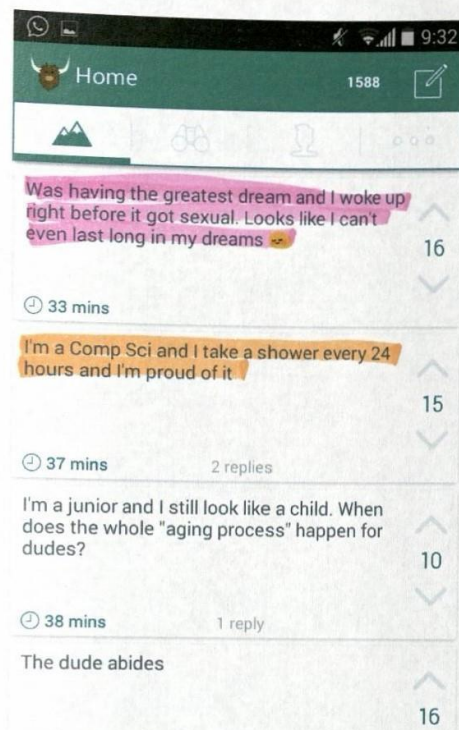 9:32
Home
1588
Was having the greatest dream and I woke up
right before it got sexual. Looks like I can't
even last long in my dreams
16
33 mins
I'm a Comp Sci and I take a shower every 24
hours and I'm proud of it
15
37 mins
2 replies
I'm a junior and I still look like a child. When
does the whole "aging process" happen for
dudes?
10
38 mins
1 reply
The dude abides
16